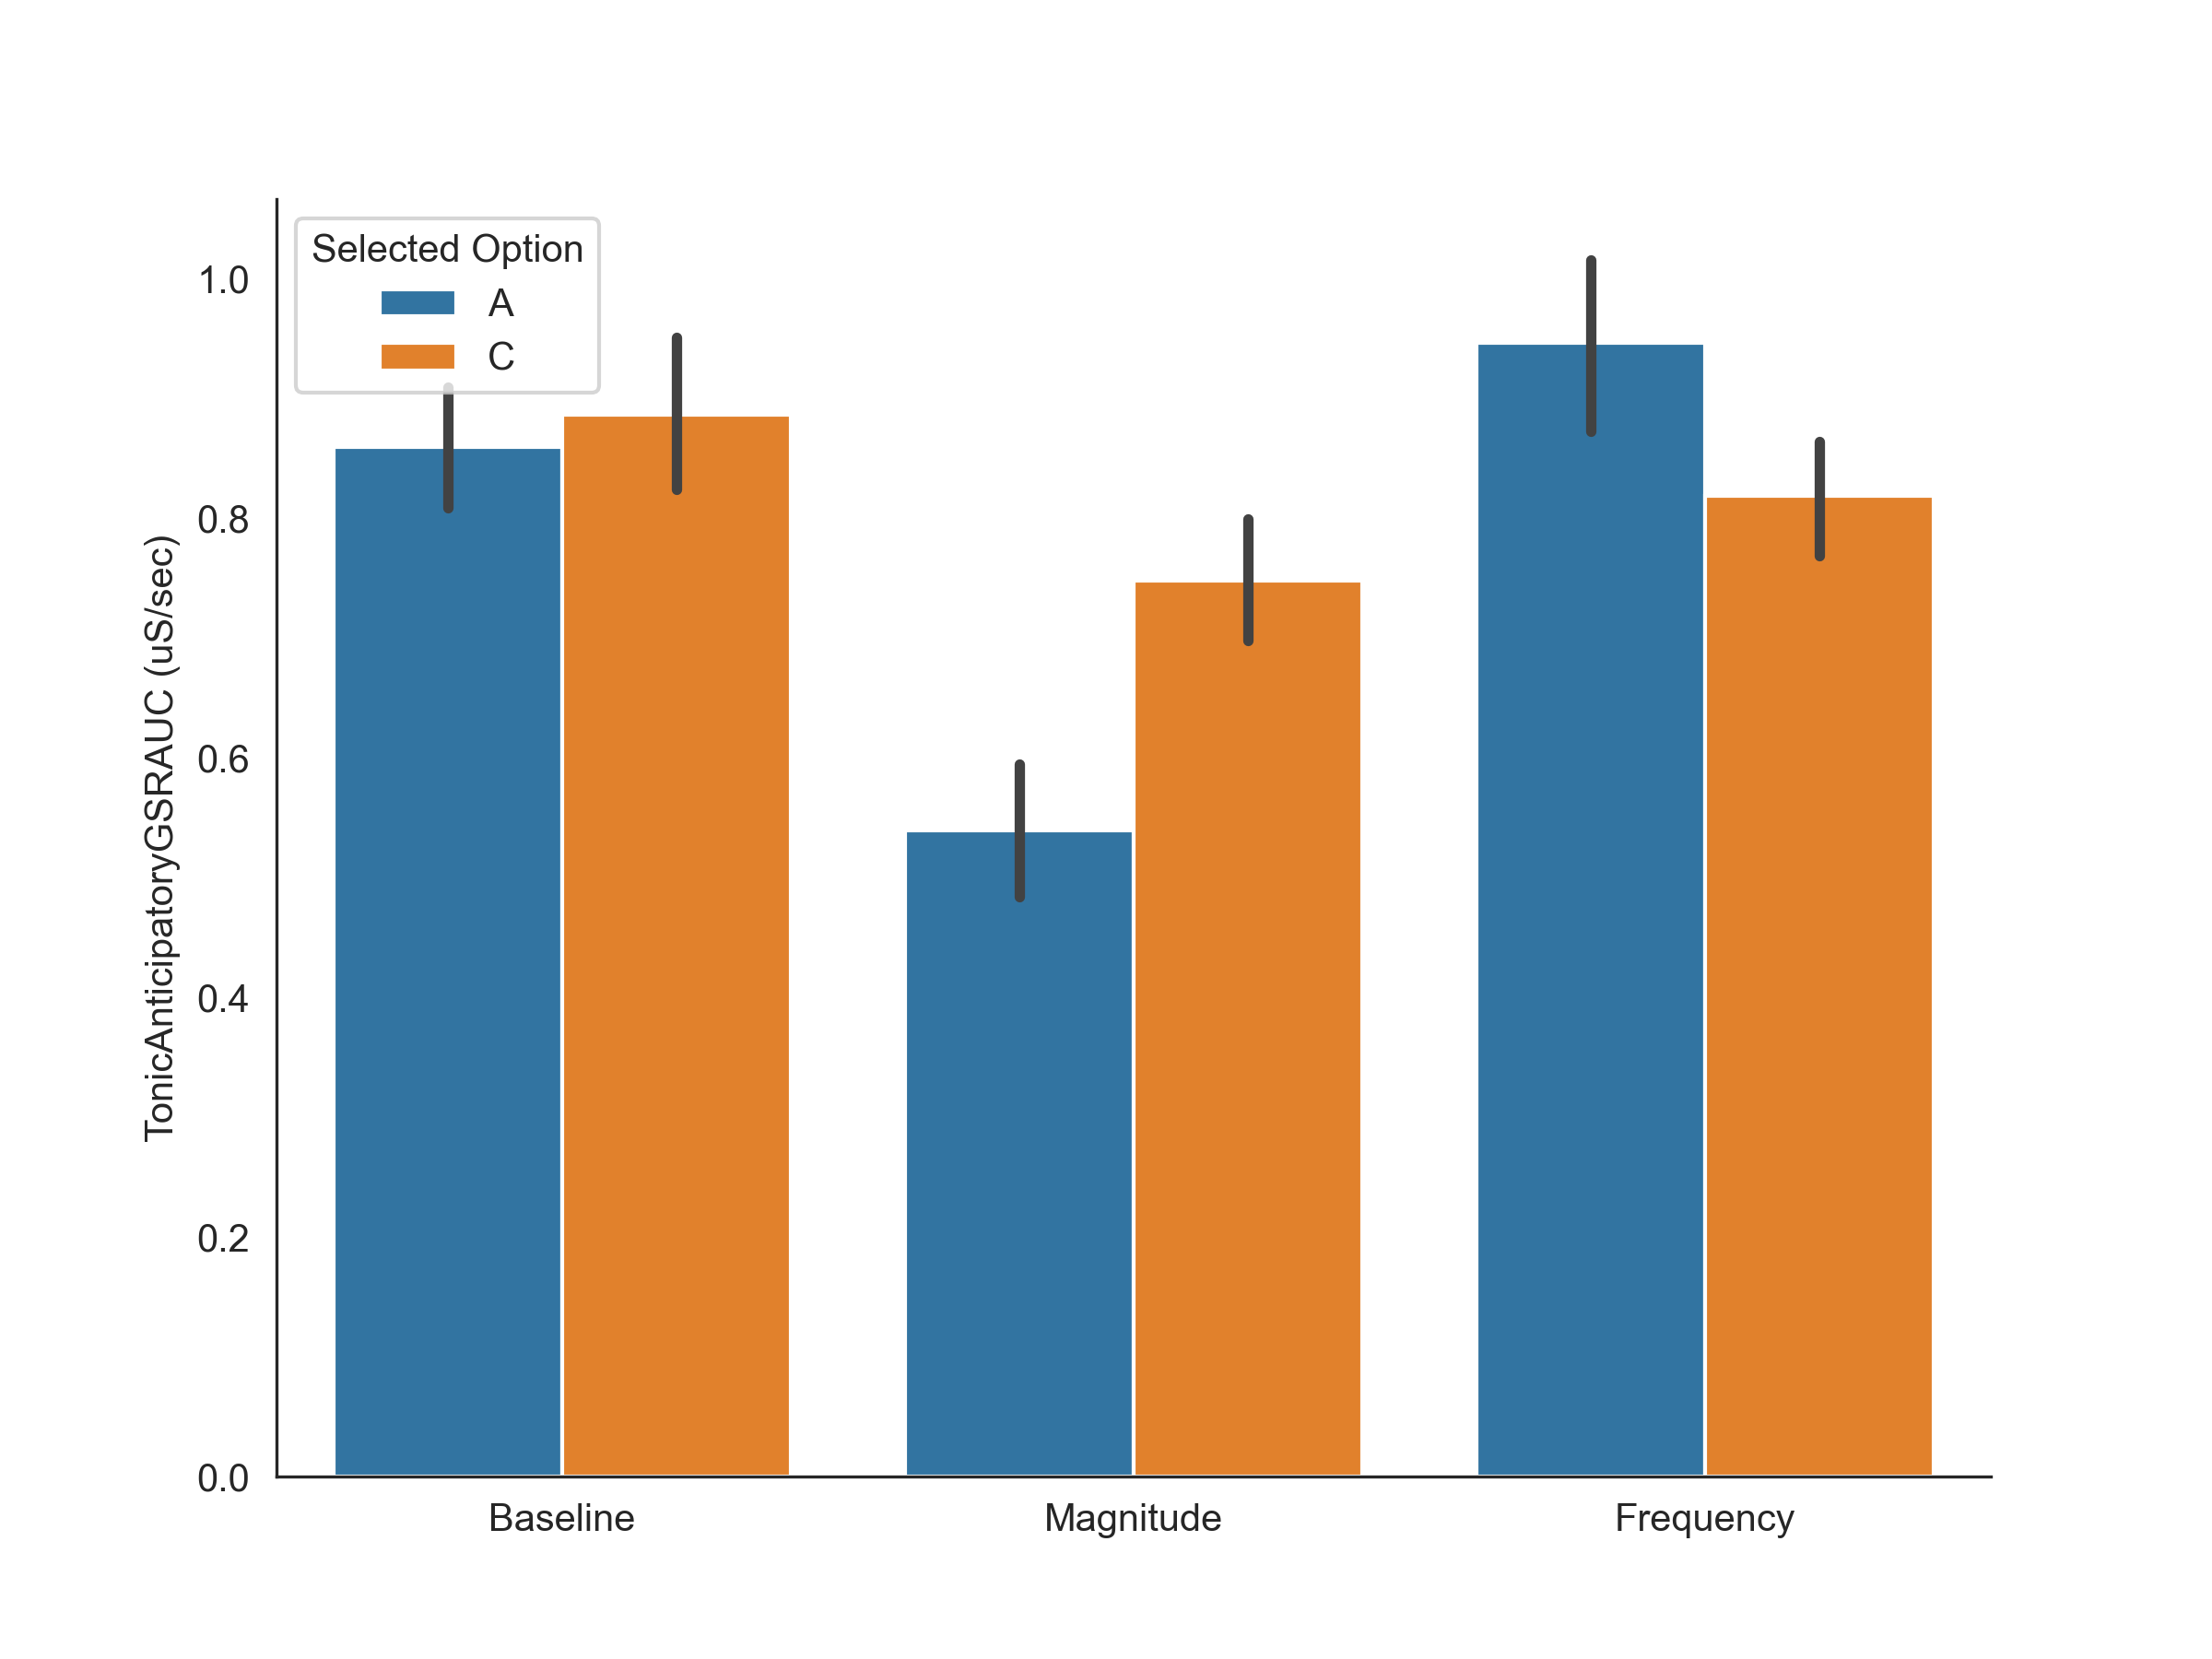 Selected Option
A
C
TonicAnticipatoryGSRAUC (uS/sec)
1.0
0.8
0.6
0.4
0.2
0.0
Baseline
Magnitude
Frequency